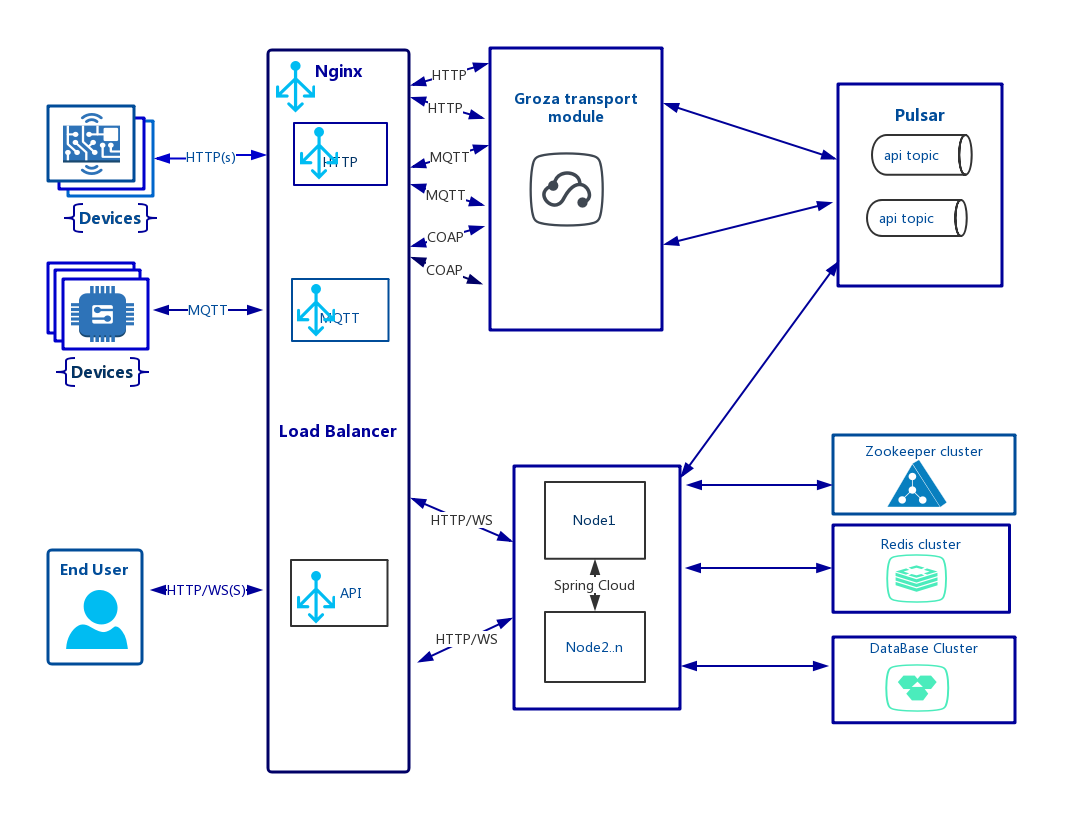 Nginx
HTTP
HTTP
MQTT
MQTT
COAP
COAP
Groza transport
module
Pulsar
api topic
api topic
HTTP(s)
HTTP
{Devices}
MQTT
MQTT
{Devices}
Load Balancer
HTTP/WS
Node1
Spring Cloud
Node2..n
Zookeeper cluster
Redis cluster
DataBase Cluster
End User
HTTP/WS(S)
API
HTTP/WS